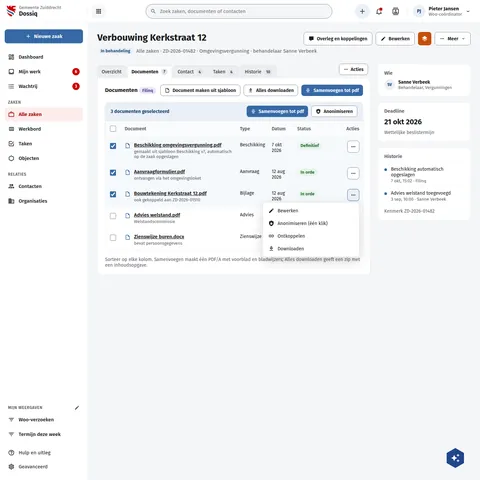 Gemeente Zuiddrecht
Dossiq
Zoek zaken, documenten of contacten
Pieter Jansen
Woo-coördinator
+ Nieuwe zaak
Dashboard
Mijn werk
Wachtrij
ZAKEN
Alle zaken
Werkbord
Taken
Objecten
RELATIES
Contacten
Organisaties
MIJN WEERGAVEN
Woo-verzoeken
Termijn deze week
Hulp en uitleg
Geavanceerd
Verbouwing Kerkstraat 12
Overleg en koppelingen
Bewerken
Meer
In behandeling
Alle zaken · ZD-2026-01482 · Omgevingsvergunning · behandelaar Sanne Verbeek
Overzicht
Documenten 7
Contact 4
Taken 4
Historie 18
Acties
Documenten
Filliq
Document maken uit sjabloon
Alles downloaden
Samenvoegen tot pdf
3 documenten geselecteerd
Samenvoegen tot pdf
Anonimiseren
Document
Type
Datum
Status
Acties
Beschikking omgevingsvergunning.pdf
gemaakt uit sjabloon Beschikking v1, automatisch op de zaak opgeslagen
Beschikking
7 okt 2026
Definitief
Aanvraagformulier.pdf
ontvangen via het omgevingsloket
Aanvraag
12 aug 2026
In orde
Bouwtekening Kerkstraat 12.pdf
ook gekoppeld aan ZD-2026-01510
Bijlage
12 aug 2026
In orde
Advies welstand.pdf
Welstandscommissie
Advies
Zienswijze buren.docx
bevat persoonsgegevens
Zienswijze
Bewerken
Anonimiseren (één klik)
Ontkoppelen
Downloaden
Sorteer op elke kolom. Samenvoegen maakt één PDF/A met voorblad en bladwijzers; Alles downloaden geeft een zip met een inhoudsopgave.
Wie
W
Sanne Verbeek
Behandelaar, Vergunningen
Deadline
21 okt 2026
Wettelijke beslistermijn
Historie
Beschikking automatisch opgeslagen
7 okt, 15:02 · Filliq
Advies welstand toegevoegd
3 sep, 10:05 · Sanne Verbeek
Kenmerk ZD-2026-01482